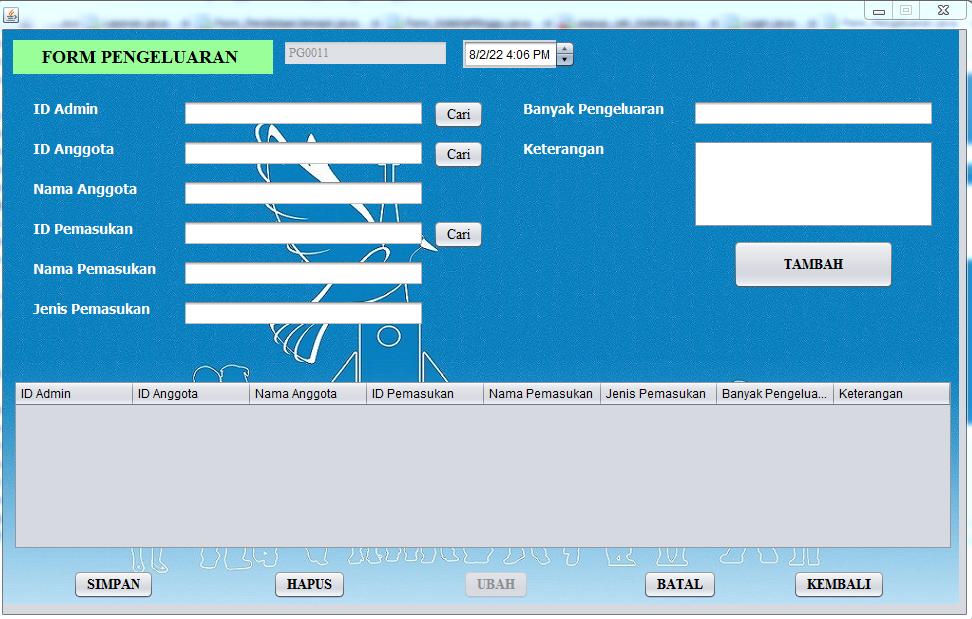 FORM PENGELUARAN
PG0011
8/2/22 4:06 PM
ID Admin
Cari
Banyak Pengeluaran
ID Anggota
Cari
Keterangan
Nama Anggota
ID Pemasukan
Cari
Nama Pemasukan
TAMBAH
Jenis Pemasukan
ID Admin ID Anggota Nama Anggota ID Pemasukan Nama Pemasukan Jenis Pemasukan Banyak Pengelua... Keterangan
SIMPAN HAPUS UBAH BATAL KEMBALI